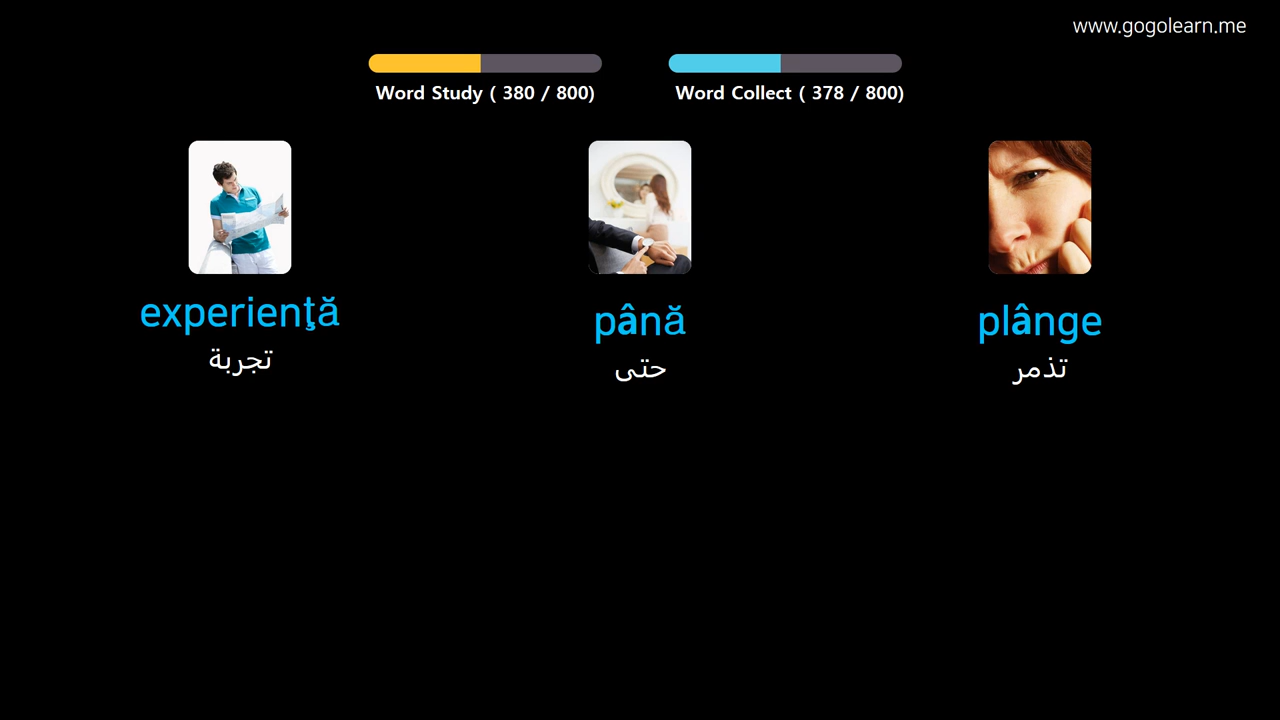 www.gogolearn.me
Word Study ( 380 / 800)
Word Collect ( 378 / 800)
experienţă
până
plânge
تجربة
حتى
تذمر